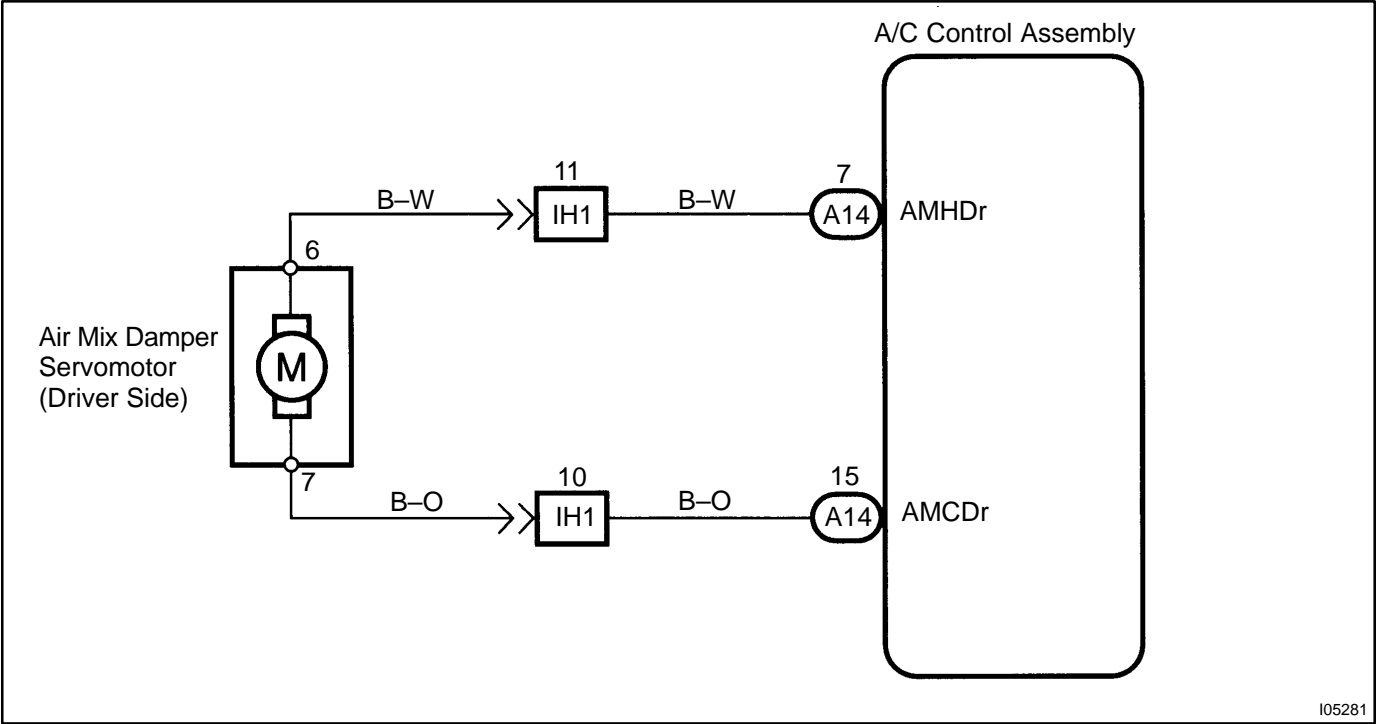 A/C Control Assembly
11
7
B–W
IH1
B–W
A14
AMHDr
6
Air Mix Damper
Servomotor
(Driver Side)
M
7
10
15
B–O
IH1
B–O
A14
AMCDr
I05281